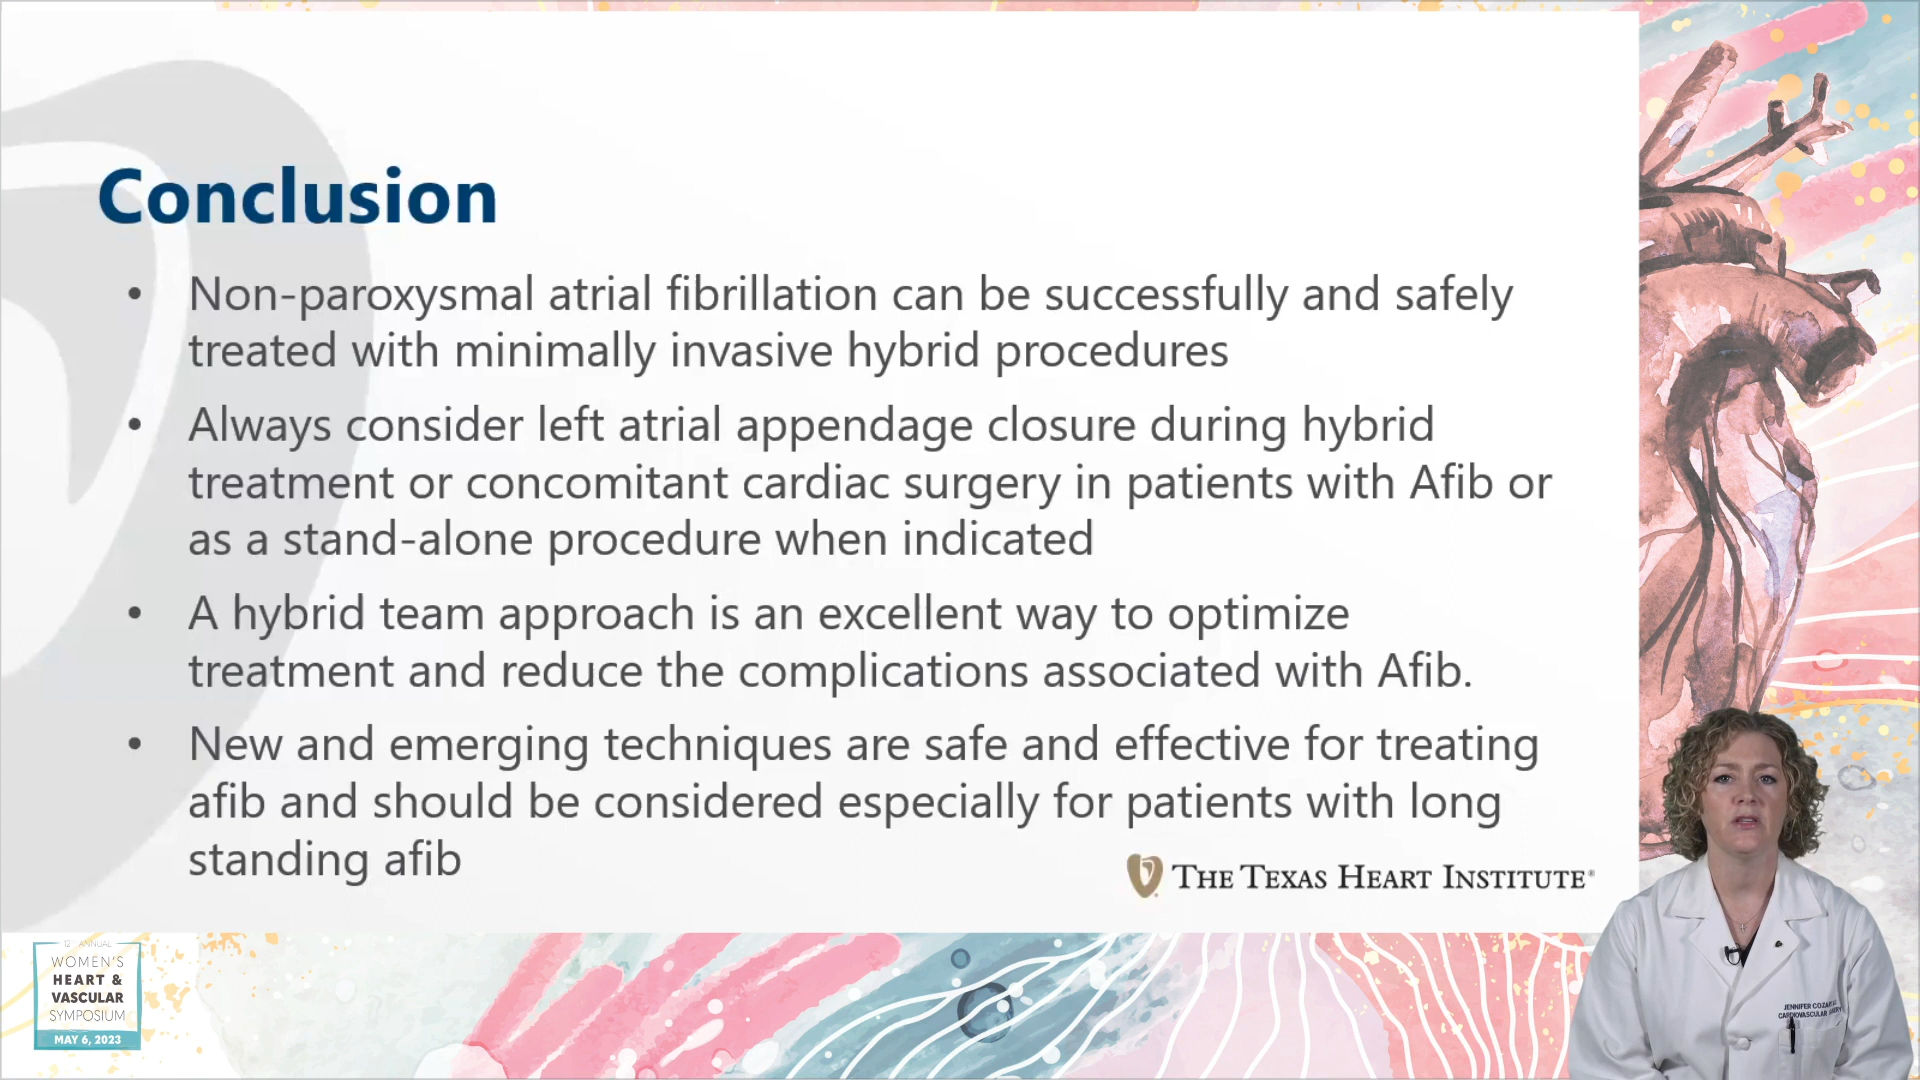 Conclusion
• Non-paroxysmal atrial fibrillation can be successfully and safely
treated with minimally invasive hybrid procedures
• Always consider left atrial appendage closure during hybrid
treatment or concomitant cardiac surgery in patients with Afib or
as a stand-alone procedure when indicated
• A hybrid team approach is an excellent way to optimize
treatment and reduce the complications associated with Afib.
• New and emerging techniques are safe and effective for treating
afib and should be considered especially for patients with long
standing afib
THE TEXAS HEART INSTITUTE®
12TH ANNUAL
WOMEN'S
HEART &
VASCULAR
SYMPOSIUM
MAY 6, 2023
JENNIFER
CARDIOVASCULAR